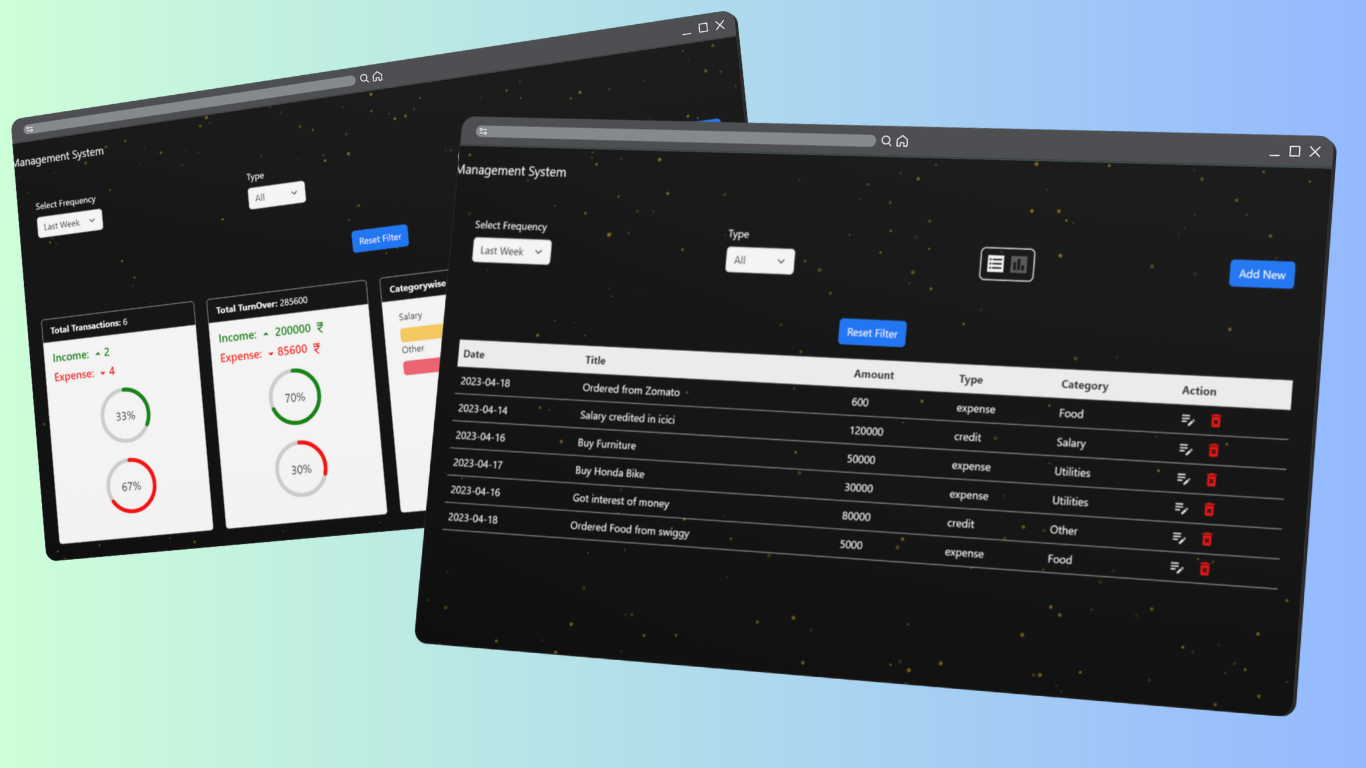 Management System
Select Frequency
Last Week
Type
All
Reset Filter
Total Transactions: 6
Income: 2
Expense: 4
33%
67%
Total TurnOver: 285600
Income: 200000 ₹
Expense: 85600 ₹
70%
30%
Categorywise
Salary
Other
Management System
Select Frequency
Last Week
Type
All
Add New
Reset Filter
Date Title Amount Type Category Action
2023-04-18 Ordered from Zomato 600 expense Food
2023-04-14 Salary credited in icici 120000 credit Salary
2023-04-16 Buy Furniture 50000 expense Utilities
2023-04-17 Buy Honda Bike 30000 expense Utilities
2023-04-16 Got interest of money 80000 credit Other
2023-04-18 Ordered Food from swiggy 5000 expense Food